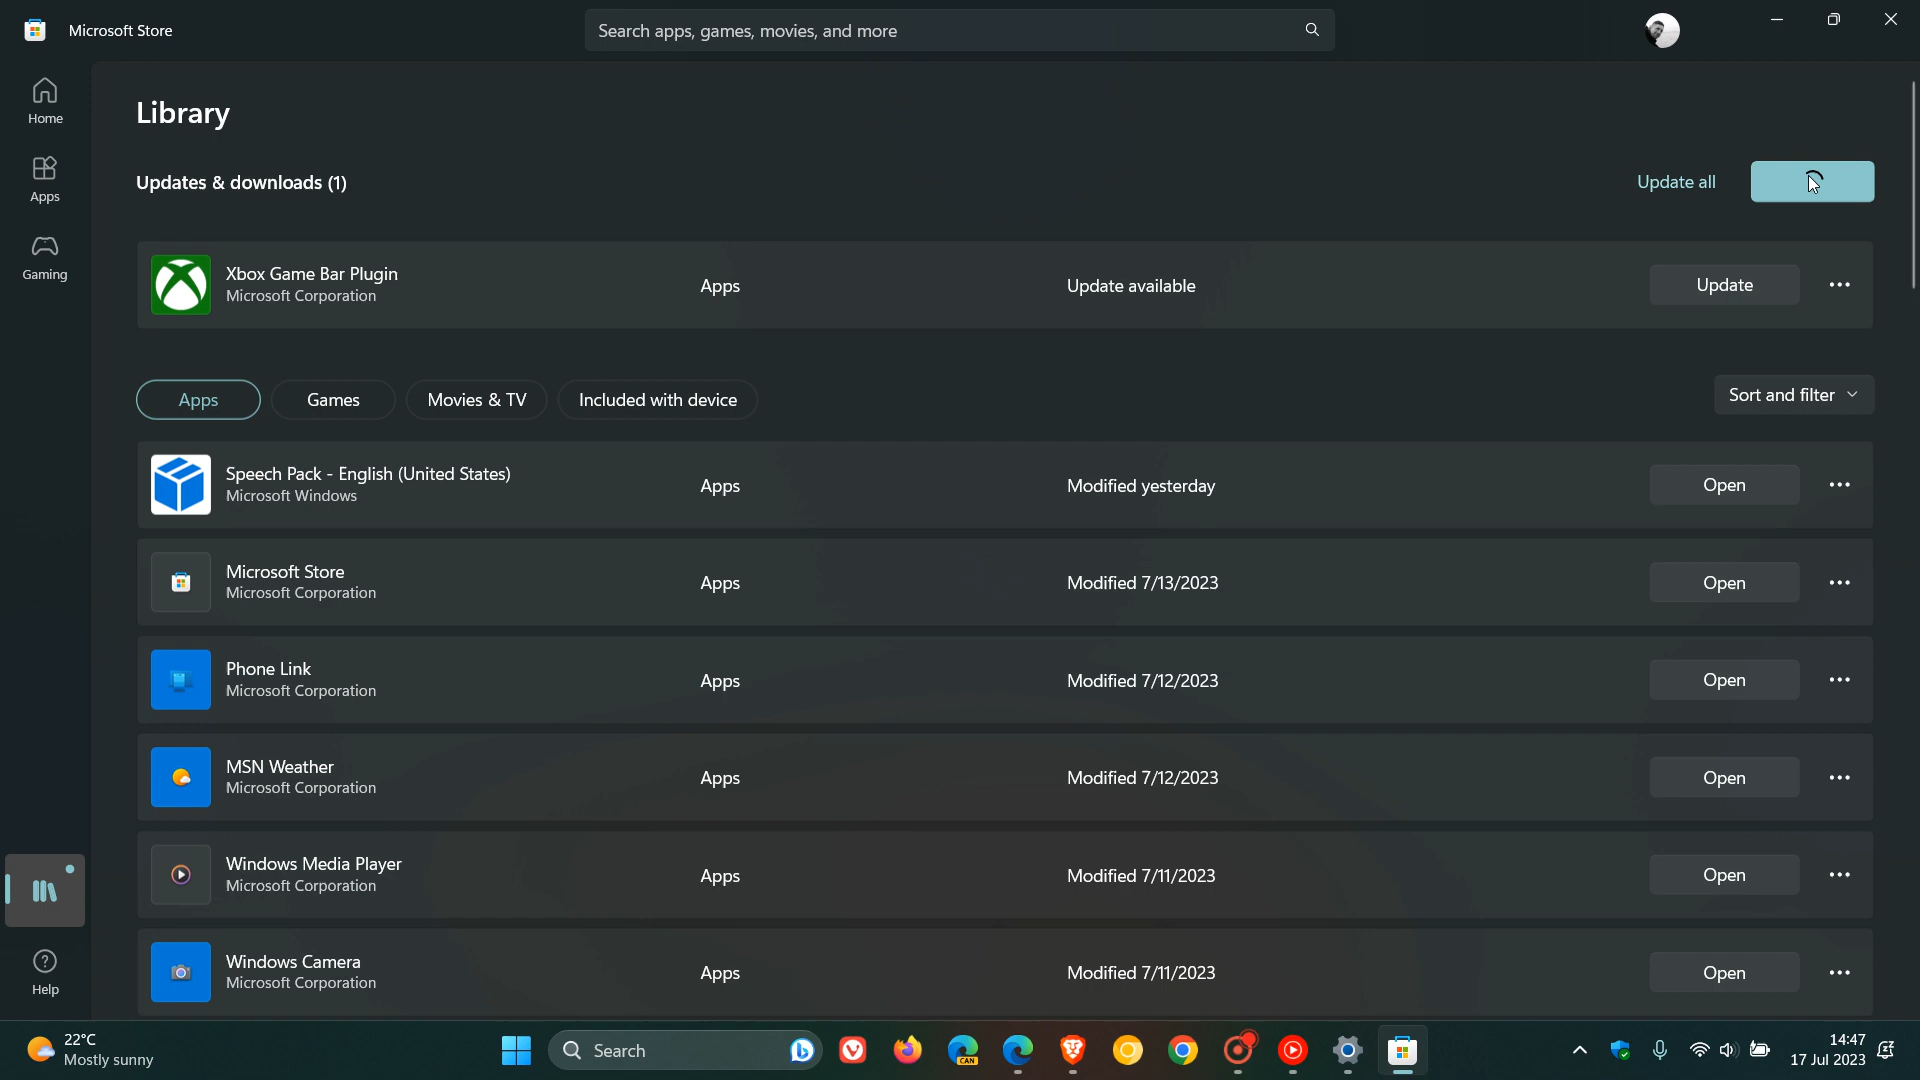 Microsoft Store
Search apps, games, movies, and more
Home
Apps
Gaming
Help
Library
Updates & downloads (1)
Update all
Xbox Game Bar Plugin
Microsoft Corporation
Apps
Update available
Update
Apps
Games
Movies & TV
Included with device
Sort and filter
Speech Pack - English (United States)
Microsoft Windows
Apps
Modified yesterday
Open
Microsoft Store
Microsoft Corporation
Apps
Modified 7/13/2023
Open
Phone Link
Microsoft Corporation
Apps
Modified 7/12/2023
Open
MSN Weather
Microsoft Corporation
Apps
Modified 7/12/2023
Open
Windows Media Player
Microsoft Corporation
Apps
Modified 7/11/2023
Open
Windows Camera
Microsoft Corporation
Apps
Modified 7/11/2023
Open
22°C
Mostly sunny
Search
CAN
14:47
17 Jul 2023